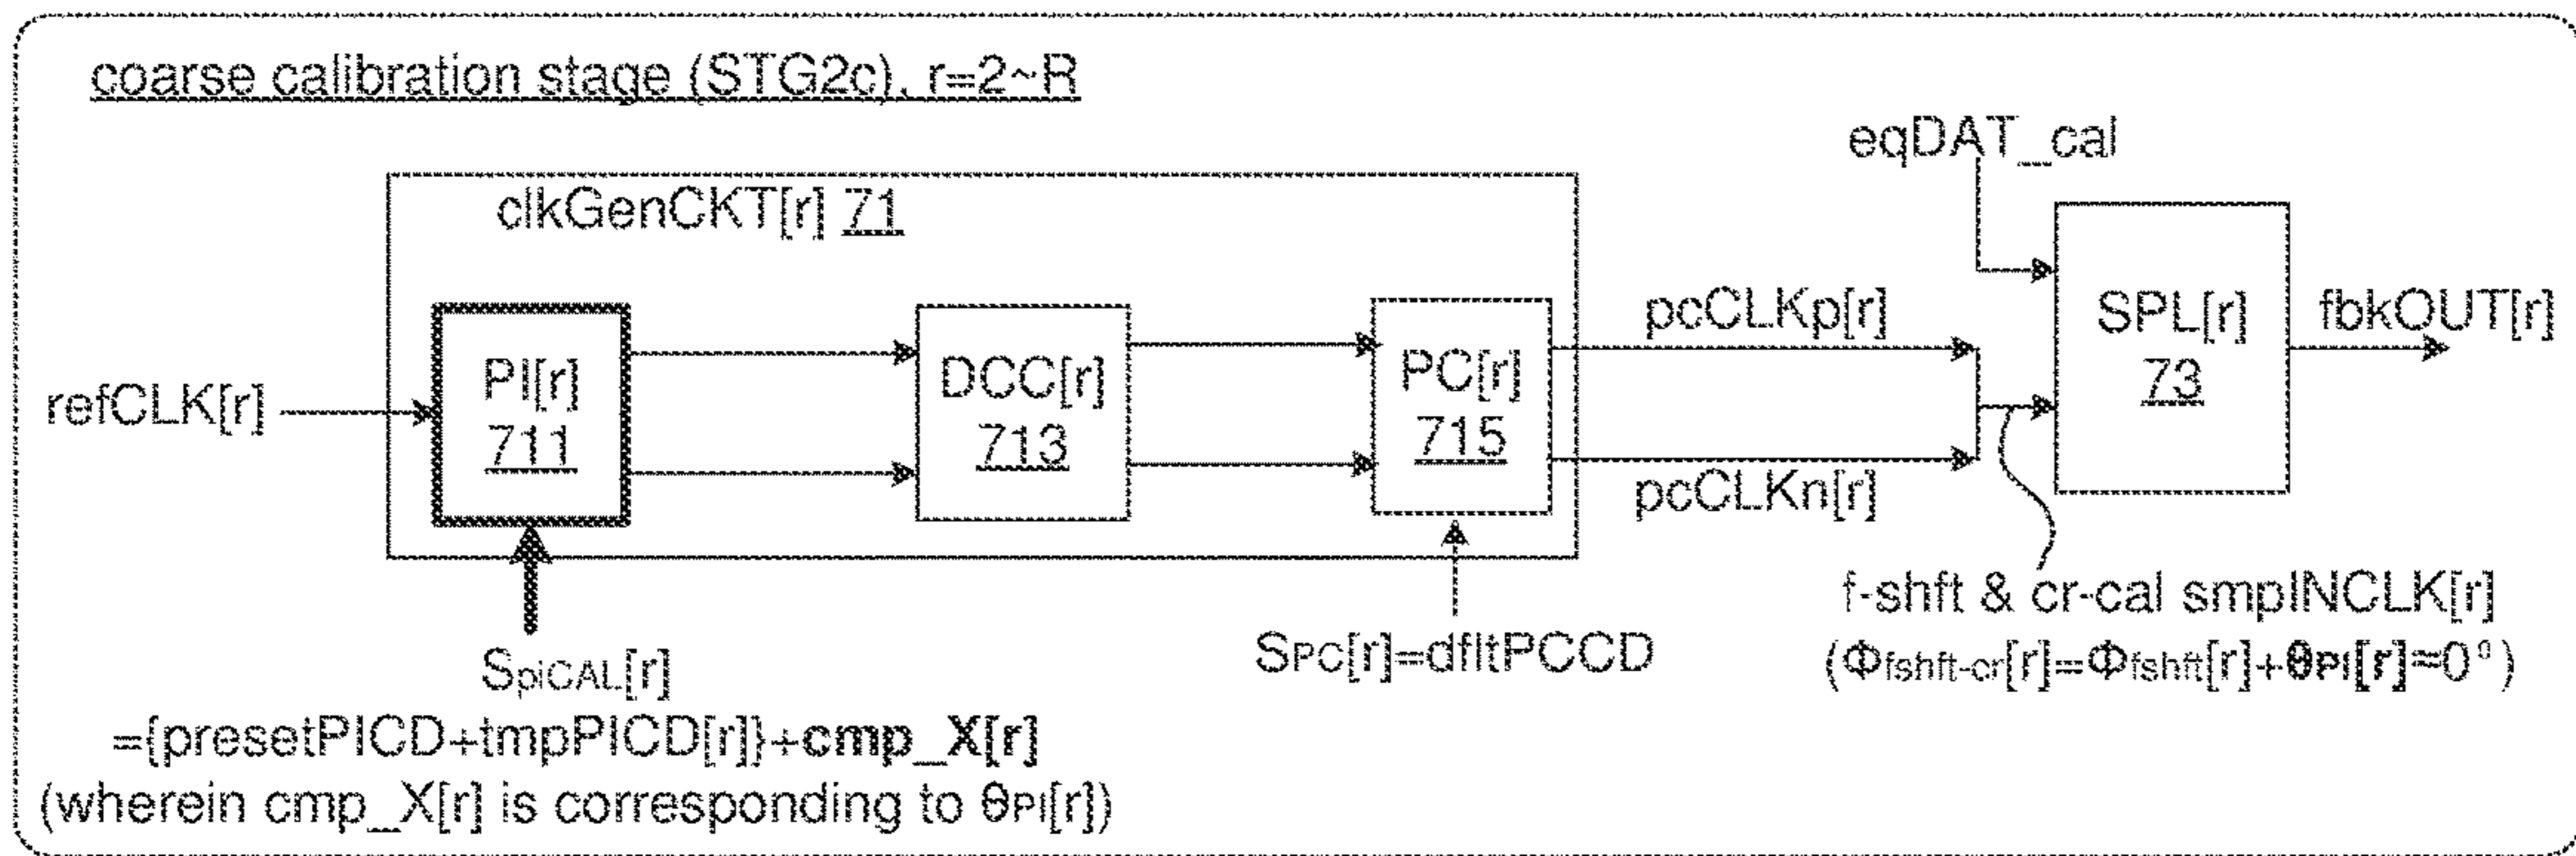 coarse calibration stage (STG2c), r=2~R
eqDAT_cal
clkGenCKT[r] 71
refCLK[r]
PI[r]
711
DCC[r]
713
PC[r]
715
pcCLKp[r]
pcCLKn[r]
SPL[r]
73
fbkOUT[r]
SpiCAL[r]
={presetPICD+tmpPICD[r]}+cmp_X[r]
(wherein cmp_X[r] is corresponding to θPI[r])
SPC[r]=dfltPCCD
f-shft & cr-cal smpINCLK[r]
(Φfshft-cr[r]=Φfshft[r]+θPI[r]≈0°)